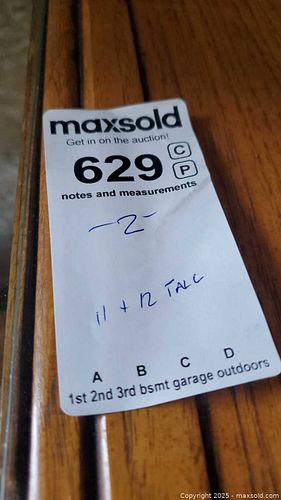 maxsold
Get in on the auction!
629 C
P
notes and measurements
-2-
11 + 12 TALL
A B C D
1st 2nd 3rd bsmt garage outdoors
Copyright 2025 - maxsold.com